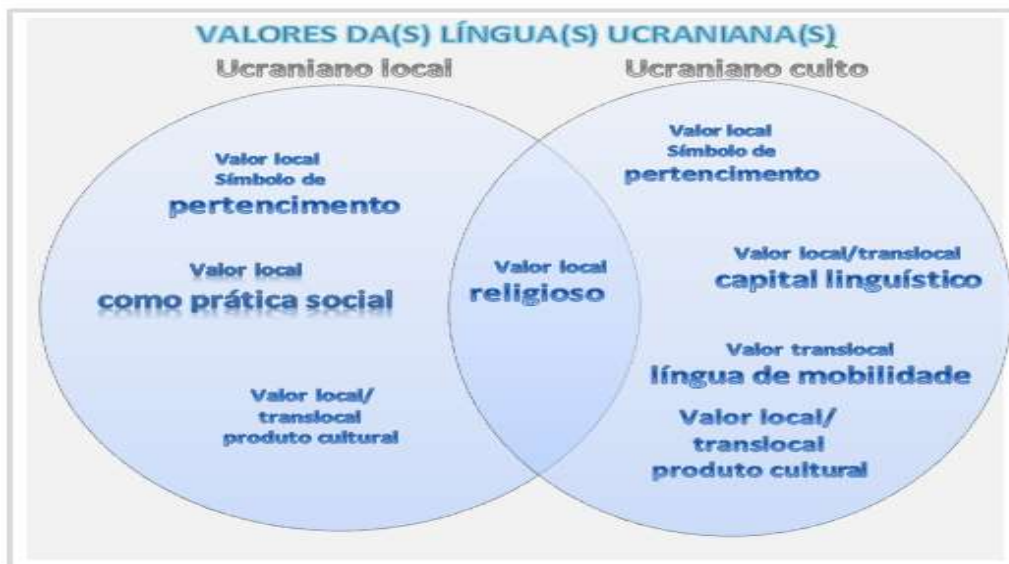 VALORES DA(S) LÍNGUA(S) UCRANIANA(S)
Ucraniano local
Ucraniano culto
Valor local
Símbolo de
pertencimento
Valor local
como prática social
Valor local/
translocal
produto cultural
Valor local
religioso
Valor local
Símbolo de
pertencimento
Valor local/translocal
capital linguístico
Valor translocal
língua de mobilidade
Valor local/
translocal
produto cultural